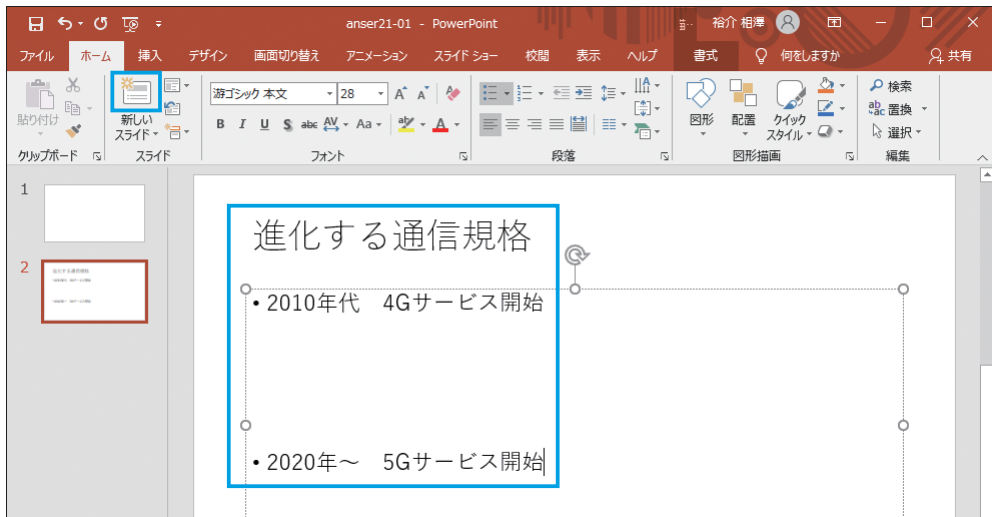 anser21-01 - PowerPoint
裕介 相澤
ファイル ホーム 挿入 デザイン 画面切り替え アニメーション スライド ショー 校閲 表示 ヘルプ 書式 何をしますか 共有
貼り付け
新しい
スライド
游ゴシック 本文 28
B I U S abc AV Aa A
図形 配置 クイック
スタイル
検索
置換
選択
クリップボード スライド フォント 段落 図形描画 編集
1
2
進化する通信規格
• 2010年代 4Gサービス開始
• 2020年～ 5Gサービス開始